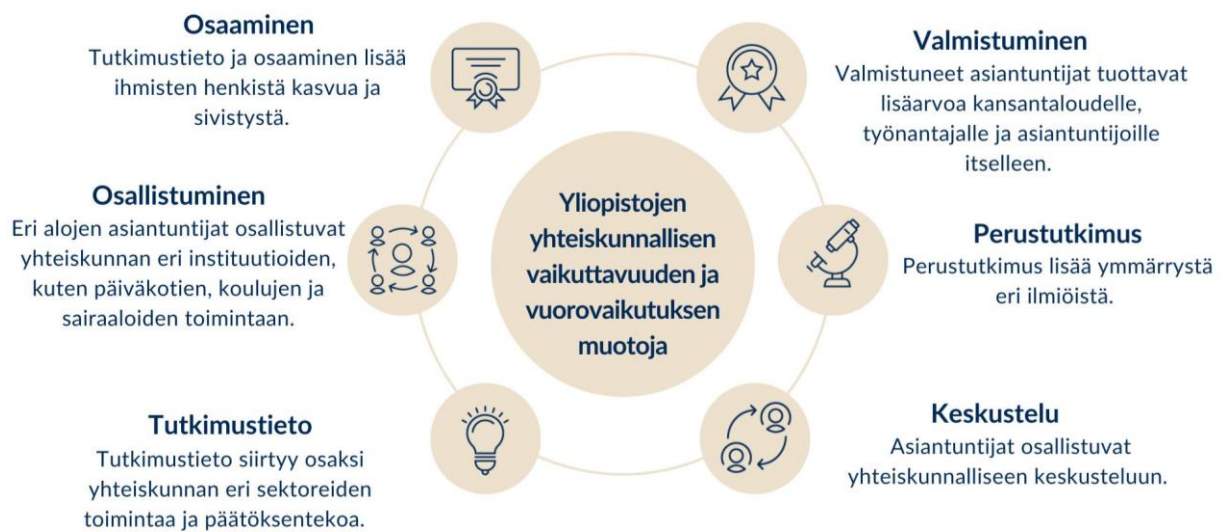 Osaaminen
Tutkimustieto ja osaaminen lisää
ihmisten henkistä kasvua ja
sivistystä.
Valmistuminen
Valmistuneet asiantuntijat tuottavat
lisäarvoa kansantaloudelle,
työnantajalle ja asiantuntijoille
itselleen.
Osallistuminen
Eri alojen asiantuntijat osallistuvat
yhteiskunnan eri instituutioiden,
kuten päiväkotien, koulujen ja
sairaaloiden toimintaan.
Yliopistojen
yhteiskunnallisen
vaikuttavuuden ja
vuorovaikutuksen
muotoja
Perustutkimus
Perustutkimus lisää ymmärrystä
eri ilmiöistä.
Tutkimustieto
Tutkimustieto siirtyy osaksi
yhteiskunnan eri sektoreiden
toimintaa ja päätöksentekoa.
Keskustelu
Asiantuntijat osallistuvat
yhteiskunnalliseen keskusteluun.